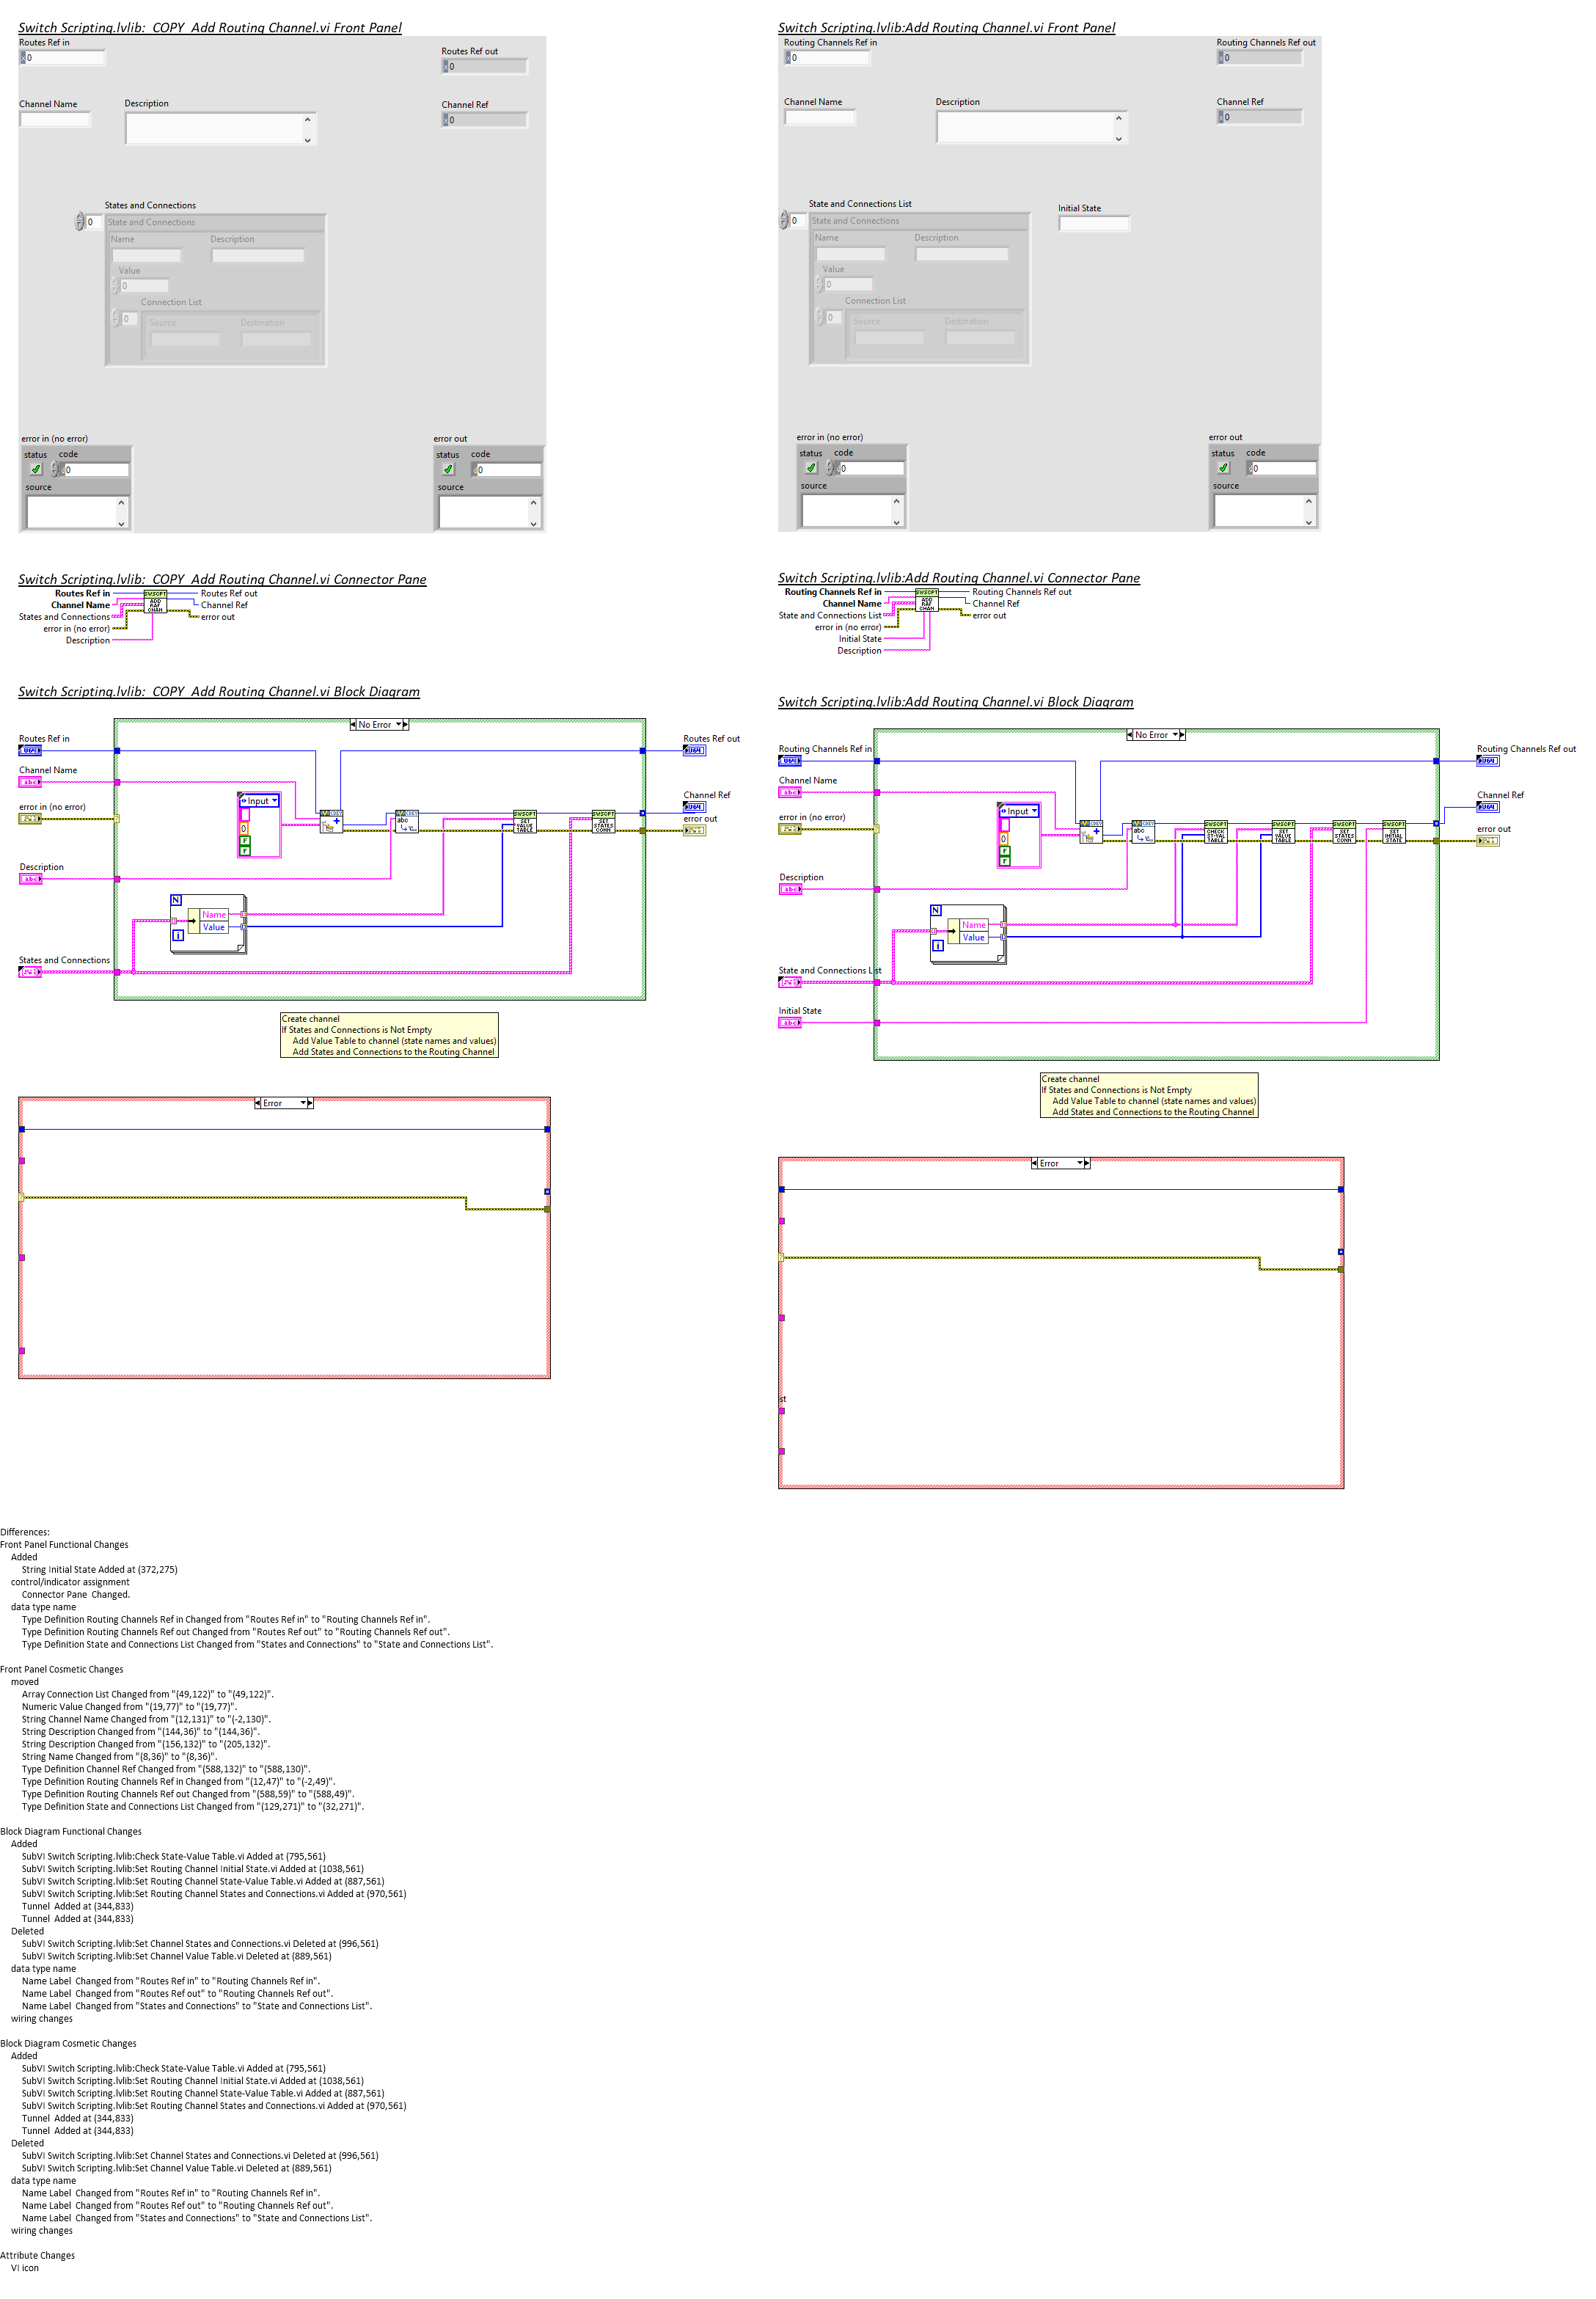 Switch Scripting.lvlib:  COPY  Add Routing Channel.vi Front Panel
Routes Ref in
x 0
Routes Ref out
x 0
Channel Name
Description
Channel Ref
x 0
States and Connections
0
State and Connections
Name
Description
Value
0
Connection List
0
Source
Destination
error in (no error)
status code
0
source
error out
status code
0
source
Switch Scripting.lvlib:Add Routing Channel.vi Front Panel
Routing Channels Ref in
x 0
Routing Channels Ref out
x 0
Channel Name
Description
Channel Ref
x 0
State and Connections List
0
Initial State
State and Connections
Name
Description
Value
0
Connection List
0
Source
Destination
error in (no error)
status code
0
source
error out
status code
0
source
Switch Scripting.lvlib:  COPY  Add Routing Channel.vi Connector Pane
Routes Ref in
Channel Name
States and Connections
error in (no error)
Description
SWSCPT
ADD
RAF
CHAN
Routes Ref out
Channel Ref
error out
Switch Scripting.lvlib:Add Routing Channel.vi Connector Pane
Routing Channels Ref in
Channel Name
State and Connections List
error in (no error)
Initial State
Description
SWSCPT
ADD
RAF
CHAN
Routing Channels Ref out
Channel Ref
error out
Switch Scripting.lvlib:  COPY  Add Routing Channel.vi Block Diagram
No Error
Routes Ref in
U64
Channel Name
abc
error in (no error)
Description
abc
States and Connections
Input
0
F
F
N
i
Name
Value
abc
SWSCPT
SET
VALUE
TABLE
SWSCPT
SET
STATES
CONN
Routes Ref out
U64
Channel Ref
U64
error out
Create channel
If States and Connections is Not Empty
Add Value Table to channel (state names and values)
Add States and Connections to the Routing Channel
Error
Switch Scripting.lvlib:Add Routing Channel.vi Block Diagram
No Error
Routing Channels Ref in
U64
Channel Name
abc
error in (no error)
Description
abc
State and Connections List
Initial State
abc
Input
0
F
F
N
i
Name
Value
abc
SWSCPT
CHECK
ST-VAL
TABLE
SWSCPT
SET
VALUE
TABLE
SWSCPT
SET
STATES
CONN
SWSCPT
SET
INITIAL
STATE
Routing Channels Ref out
U64
Channel Ref
U64
error out
Create channel
If States and Connections is Not Empty
Add Value Table to channel (state names and values)
Add States and Connections to the Routing Channel
Error
st
Differences:
Front Panel Functional Changes
Added
String Initial State Added at (372,275)
control/indicator assignment
Connector Pane  Changed.
data type name
Type Definition Routing Channels Ref in Changed from "Routes Ref in" to "Routing Channels Ref in".
Type Definition Routing Channels Ref out Changed from "Routes Ref out" to "Routing Channels Ref out".
Type Definition State and Connections List Changed from "States and Connections" to "State and Connections List".
Front Panel Cosmetic Changes
moved
Array Connection List Changed from "(49,122)" to "(49,122)".
Numeric Value Changed from "(19,77)" to "(19,77)".
String Channel Name Changed from "(12,131)" to "(-2,130)".
String Description Changed from "(144,36)" to "(144,36)".
String Description Changed from "(156,132)" to "(205,132)".
String Name Changed from "(8,36)" to "(8,36)".
Type Definition Channel Ref Changed from "(588,132)" to "(588,130)".
Type Definition Routing Channels Ref in Changed from "(12,47)" to "(-2,49)".
Type Definition Routing Channels Ref out Changed from "(588,59)" to "(588,49)".
Type Definition State and Connections List Changed from "(129,271)" to "(32,271)".
Block Diagram Functional Changes
Added
SubVI Switch Scripting.lvlib:Check State-Value Table.vi Added at (795,561)
SubVI Switch Scripting.lvlib:Set Routing Channel Initial State.vi Added at (1038,561)
SubVI Switch Scripting.lvlib:Set Routing Channel State-Value Table.vi Added at (887,561)
SubVI Switch Scripting.lvlib:Set Routing Channel States and Connections.vi Added at (970,561)
Tunnel  Added at (344,833)
Tunnel  Added at (344,833)
Deleted
SubVI Switch Scripting.lvlib:Set Channel States and Connections.vi Deleted at (996,561)
SubVI Switch Scripting.lvlib:Set Channel Value Table.vi Deleted at (889,561)
data type name
Name Label  Changed from "Routes Ref in" to "Routing Channels Ref in".
Name Label  Changed from "Routes Ref out" to "Routing Channels Ref out".
Name Label  Changed from "States and Connections" to "State and Connections List".
wiring changes
Block Diagram Cosmetic Changes
Added
SubVI Switch Scripting.lvlib:Check State-Value Table.vi Added at (795,561)
SubVI Switch Scripting.lvlib:Set Routing Channel Initial State.vi Added at (1038,561)
SubVI Switch Scripting.lvlib:Set Routing Channel State-Value Table.vi Added at (887,561)
SubVI Switch Scripting.lvlib:Set Routing Channel States and Connections.vi Added at (970,561)
Tunnel  Added at (344,833)
Tunnel  Added at (344,833)
Deleted
SubVI Switch Scripting.lvlib:Set Channel States and Connections.vi Deleted at (996,561)
SubVI Switch Scripting.lvlib:Set Channel Value Table.vi Deleted at (889,561)
data type name
Name Label  Changed from "Routes Ref in" to "Routing Channels Ref in".
Name Label  Changed from "Routes Ref out" to "Routing Channels Ref out".
Name Label  Changed from "States and Connections" to "State and Connections List".
wiring changes
Attribute Changes
VI icon